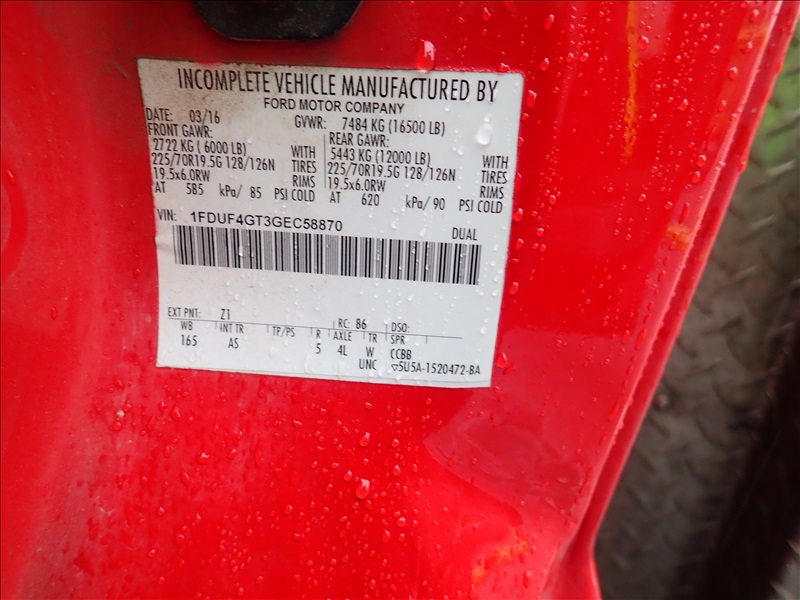 INCOMPLETE VEHICLE MANUFACTURED BY
FORD MOTOR COMPANY
DATE: 03/16 GVWR: 7484 KG (16500 LB)
FRONT GAWR: REAR GAWR:
2722 KG ( 6000 LB) WITH 5443 KG (12000 LB) WITH
225/70R19.5G 128/126N TIRES 225/70R19.5G 128/126N TIRES
19.5x6.0RW RIMS 19.5x6.0RW RIMS
AT 585 kPa/ 85 PSI COLD AT 620 kPa/ 90 PSI COLD
VIN: 1FDUF4GT3GEC58870 DUAL
EXT PNT: Z1 RC: 86 DSO:
WB INT TR TP/PS R AXLE TR SPR
165 AS 5 4L W CCBB
UNC ▽5U5A-1520472-BA